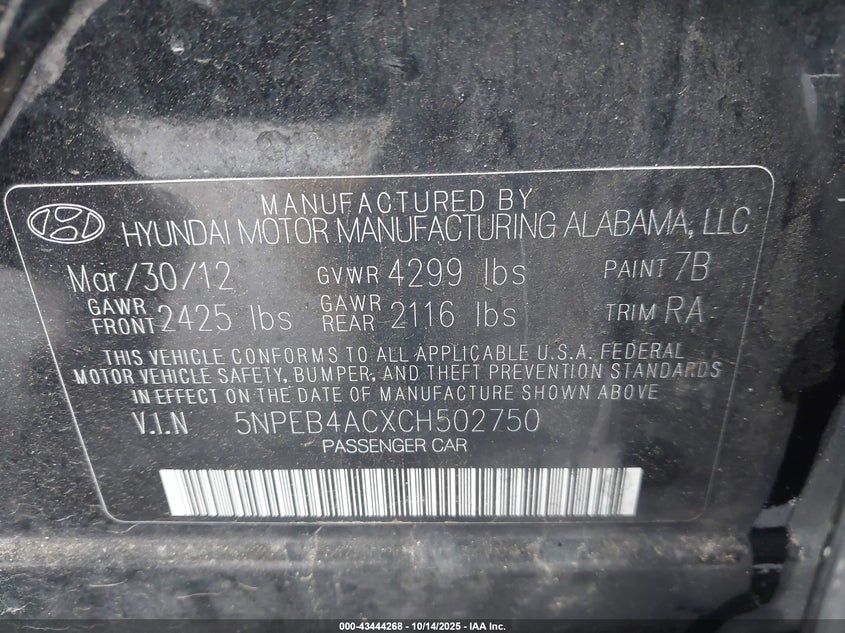 MANUFACTURED BY
HYUNDAI MOTOR MANUFACTURING ALABAMA, LLC
Mar/30/12 GVWR 4299 lbs PAINT 7B
GAWR FRONT 2425 lbs GAWR REAR 2116 lbs TRIM RA
THIS VEHICLE CONFORMS TO ALL APPLICABLE U.S.A. FEDERAL
MOTOR VEHICLE SAFETY, BUMPER, AND THEFT PREVENTION STANDARDS
IN EFFECT ON THE DATE OF MANUFACTURE SHOWN ABOVE
V.I.N 5NPEB4ACXCH502750
PASSENGER CAR
000-43444268 - 10/14/2025 - IAA Inc.